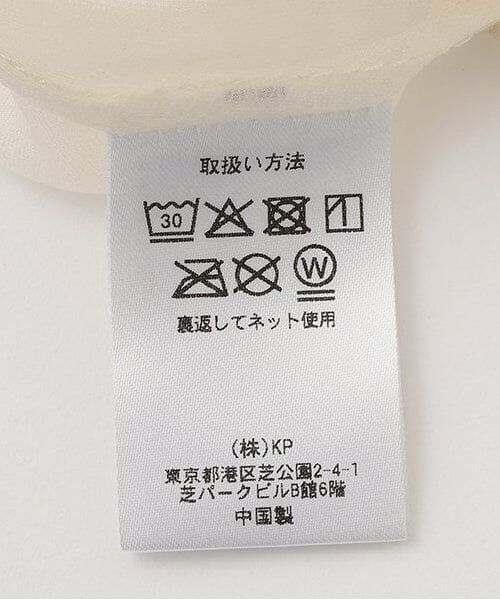 取扱い方法
30
W
裏返してネット使用
(株)KP
東京都港区芝公園2-4-1
芝パークビルB館6階
中国製